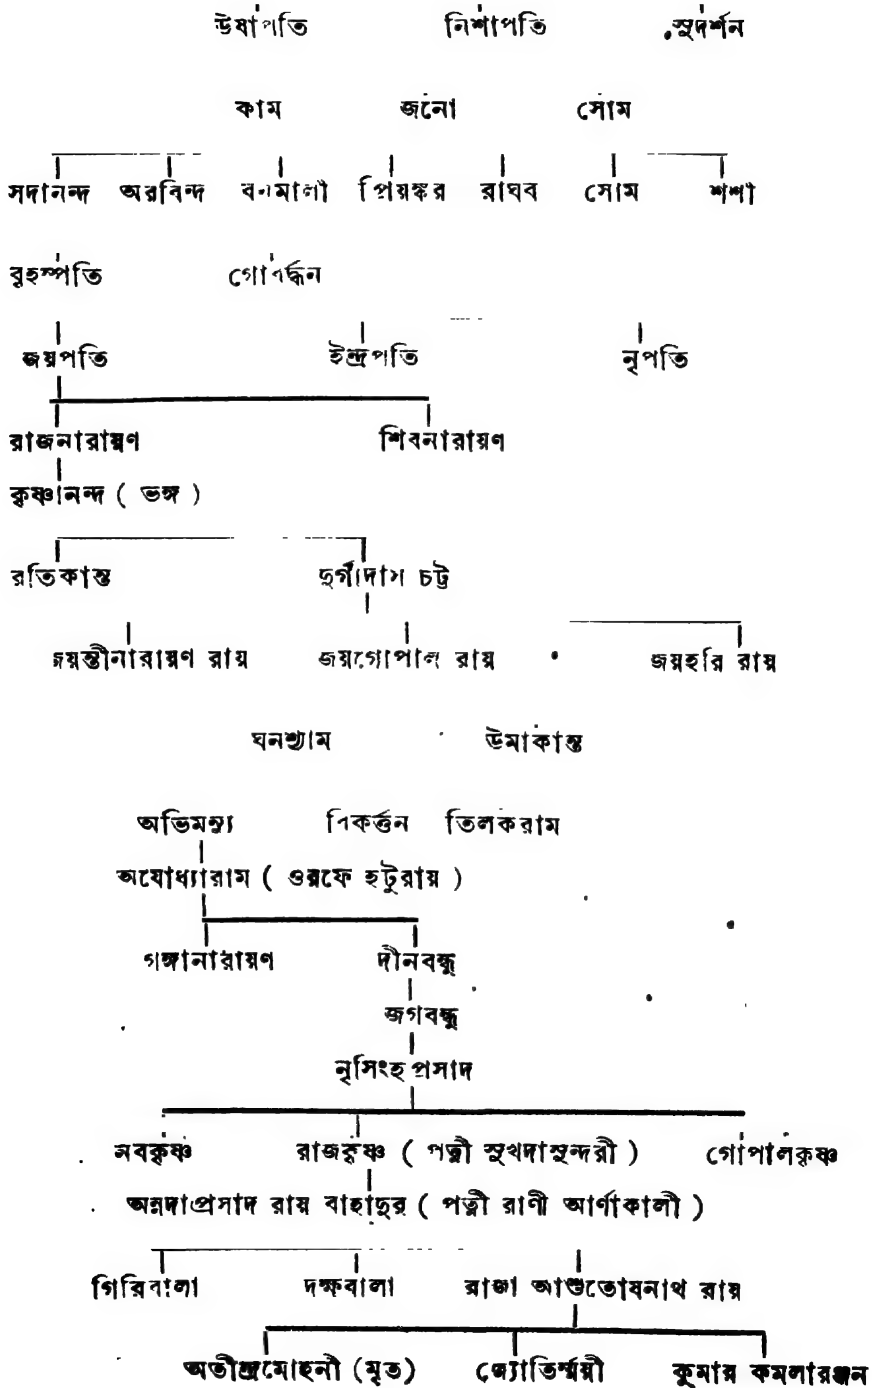 ঊষাপতি নিশাপতি সুদর্শন
কাম জনো সোম
সদানন্দ অরবিন্দ বনমালী প্রিয়ঙ্কর রাঘব সোম শশী
বৃহস্পতি গোবর্দ্ধন
জয়পতি ইন্দ্রপতি নৃপতি
রাজনারায়ণ শিবনারায়ণ
কৃষ্ণানন্দ ( ভঙ্গ )
রতিকান্ত দুর্গাদাস চট্ট
জয়ন্তীনারায়ণ রায় জয়গোপাল রায় জয়হরি রায়
ঘনশ্যাম উমাকান্ত
অভিমন্যু বিকর্ত্তন তিলকরাম
অযোধ্যারাম ( ওরফে হটুরায় )
গঙ্গানারায়ণ দীনবন্ধু
জগবন্ধু
নৃসিংহপ্রসাদ
নবকৃষ্ণ রাজকৃষ্ণ ( পত্নী সুখদাসুন্দরী ) গোপালকৃষ্ণ
অন্নদাপ্রসাদ রায় বাহাদুর ( পত্নী রাণী আর্ণাকালী )
গিরিবালা দক্ষবালা রাজা আশুতোষনাথ রায়
অতীন্দ্রমোহনী (মৃত) জ্যোতির্ম্ময়ী কুমার কমলারঞ্জন